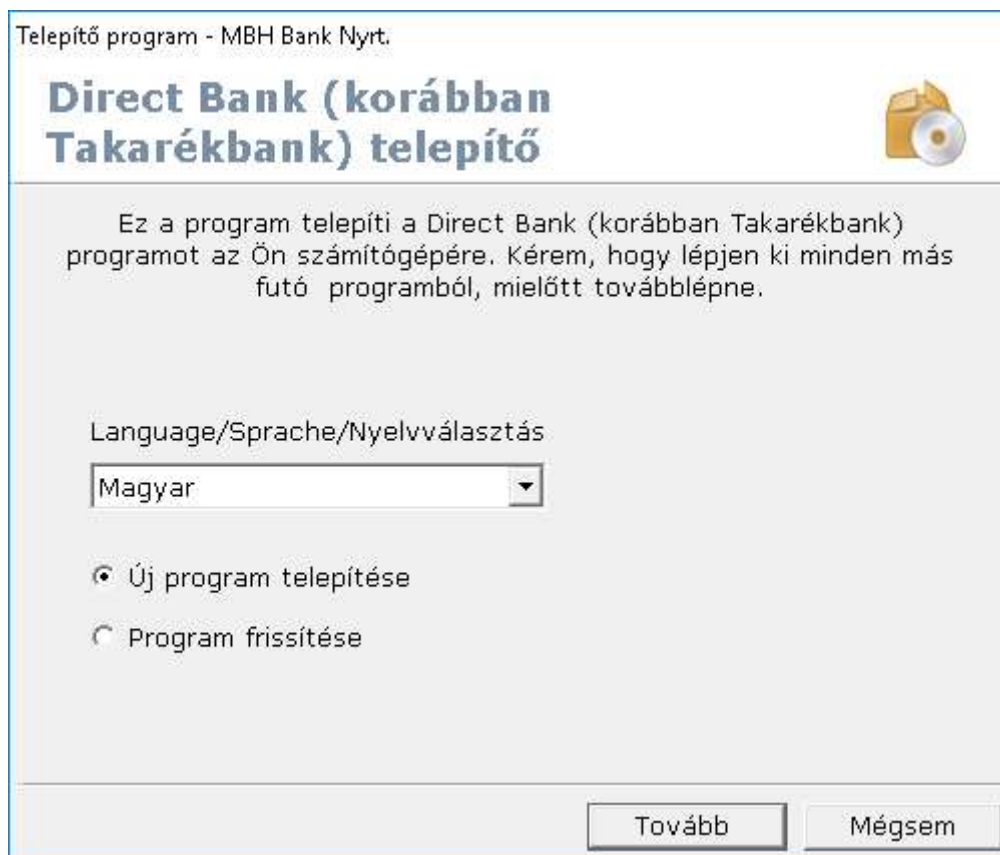 Telepítő program - MBH Bank Nyrt.
Direct Bank (korábban
Takarékbank) telepítő
Ez a program telepíti a Direct Bank (korábban Takarékbank)
programot az Ön számítógépére. Kérem, hogy lépjen ki minden más
futó  programból, mielőtt továbblépne.
Language/Sprache/Nyelvválasztás
Magyar
Új program telepítése
Program frissítése
Tovább
Mégsem